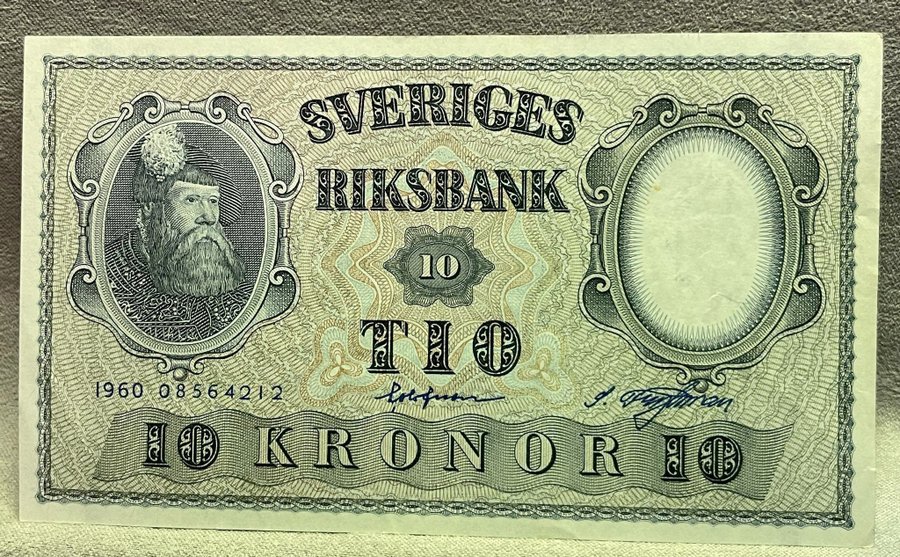 SVERIGES
RIKSBANK
10
TIO
1960 08564212
10 KRONOR 10